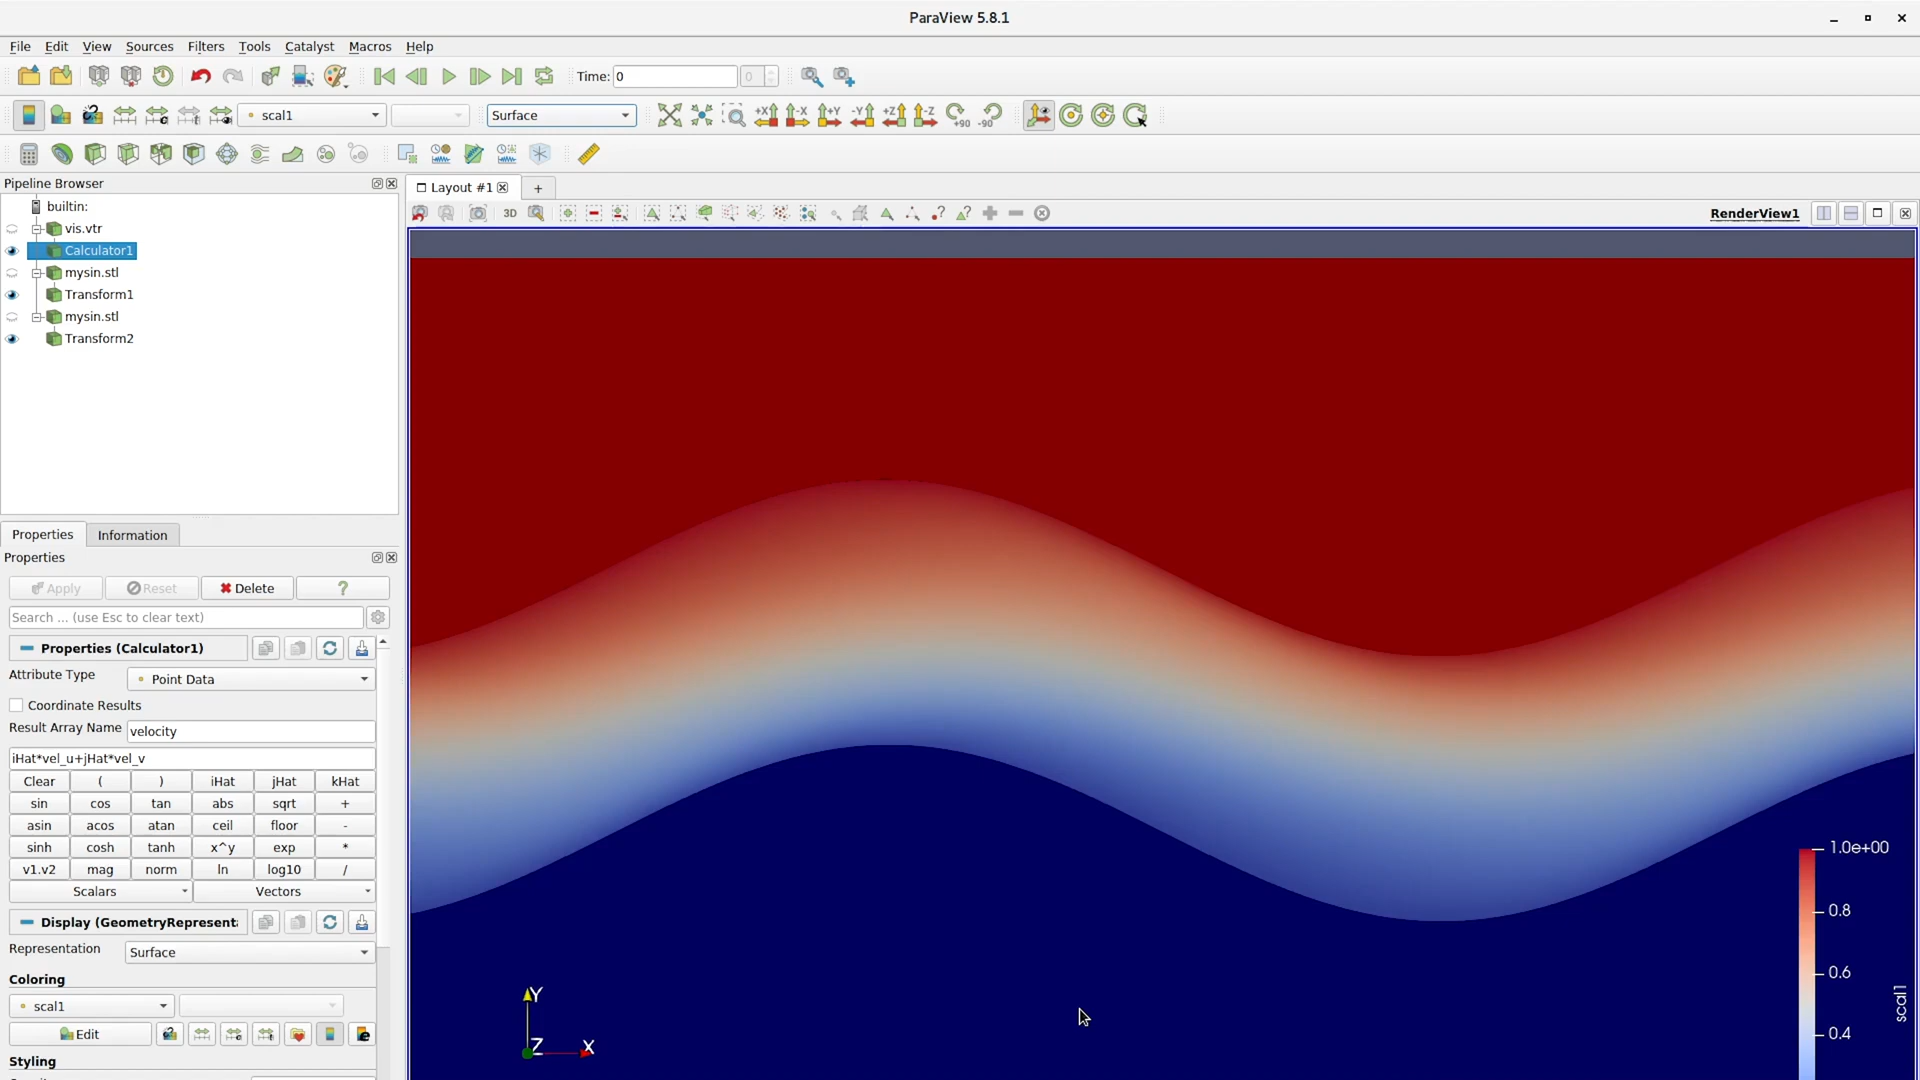 ParaView 5.8.1
File Edit View Sources Filters Tools Catalyst Macros Help
Time: 0 0
scal1 Surface +X -X +Y -Y +Z -Z +90 -90
Pipeline Browser
builtin:
vis.vtr
Calculator1
mysin.stl
Transform1
mysin.stl
Transform2
Layout #1 +
3D RenderView1
Properties Information
Properties
Apply Reset Delete ?
Search ... (use Esc to clear text)
Properties (Calculator1)
Attribute Type Point Data
Coordinate Results
Result Array Name velocity
iHat*vel_u+jHat*vel_v
Clear ( ) iHat jHat kHat
sin cos tan abs sqrt +
asin acos atan ceil floor -
sinh cosh tanh x^y exp *
v1.v2 mag norm ln log10 /
Scalars Vectors
Display (GeometryRepresent
Representation Surface
Coloring
scal1
Edit
Styling
Y
Z X
1.0e+00
0.8
0.6
0.4
scal1